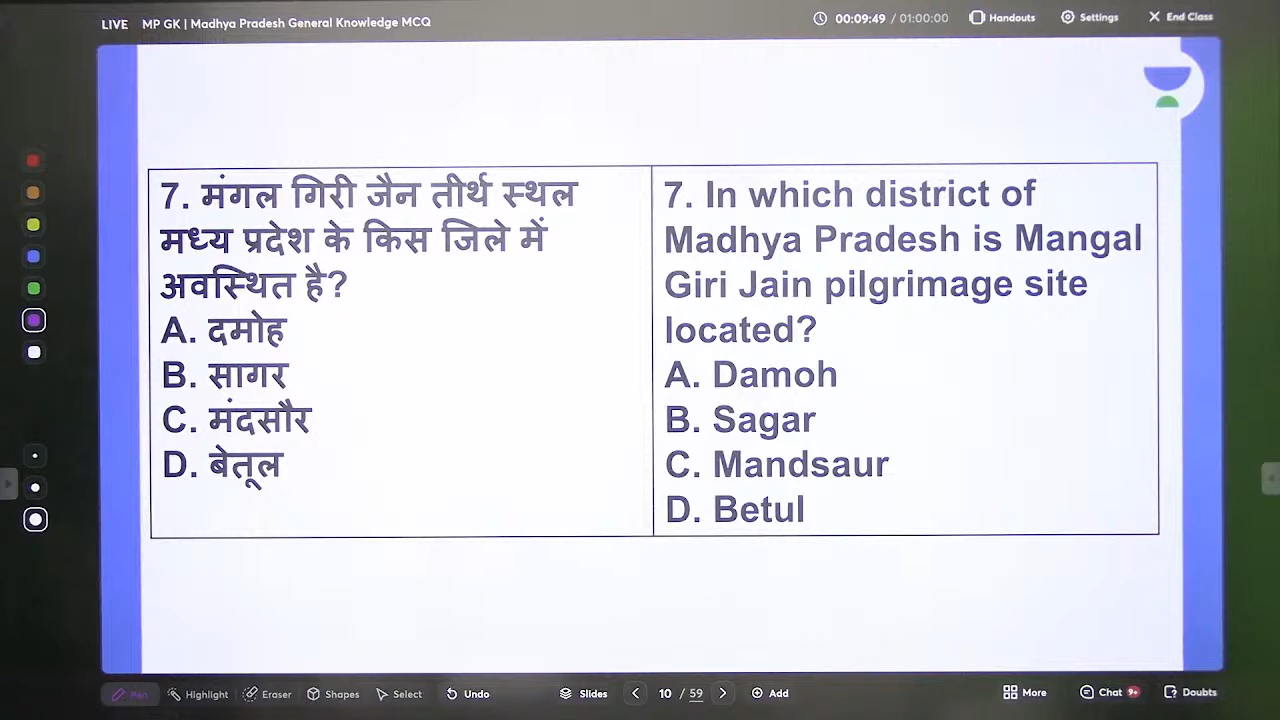 LIVE MP GK | Madhya Pradesh General Knowledge MCQ
00:09:49 / 01:00:00
Handouts
Settings
End Class
7. मंगल गिरी जैन तीर्थ स्थल
मध्य प्रदेश के किस जिले में
अवस्थित है?
A. दमोह
B. सागर
C. मंदसौर
D. बेतूल
7. In which district of
Madhya Pradesh is Mangal
Giri Jain pilgrimage site
located?
A. Damoh
B. Sagar
C. Mandsaur
D. Betul
Pen
Highlight
Eraser
Shapes
Select
Undo
Slides
10 / 59
Add
More
Chat 9+
Doubts